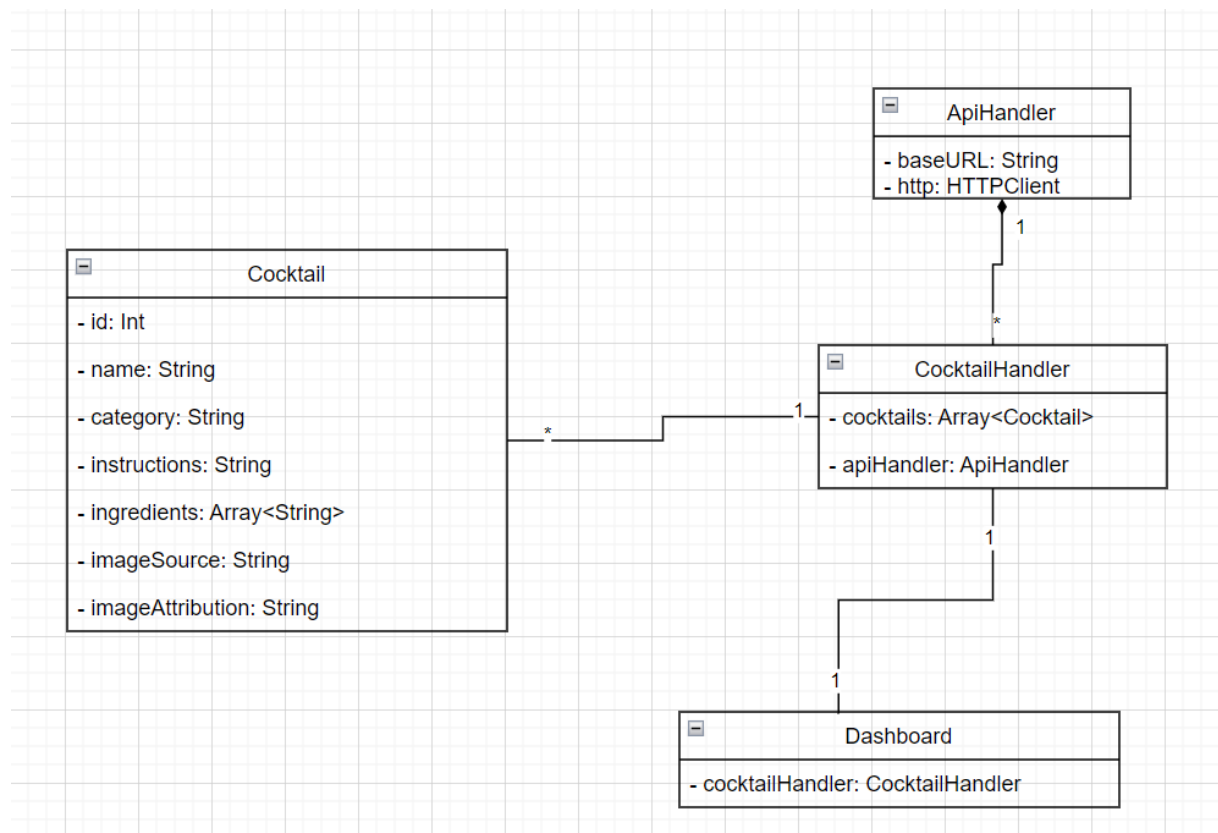 ApiHandler
- baseURL: String
- http: HTTPClient
1
*
Cocktail
- id: Int
- name: String
- category: String
- instructions: String
- ingredients: Array<String>
- imageSource: String
- imageAttribution: String
*
1
CocktailHandler
- cocktails: Array<Cocktail>
- apiHandler: ApiHandler
1
1
Dashboard
- cocktailHandler: CocktailHandler